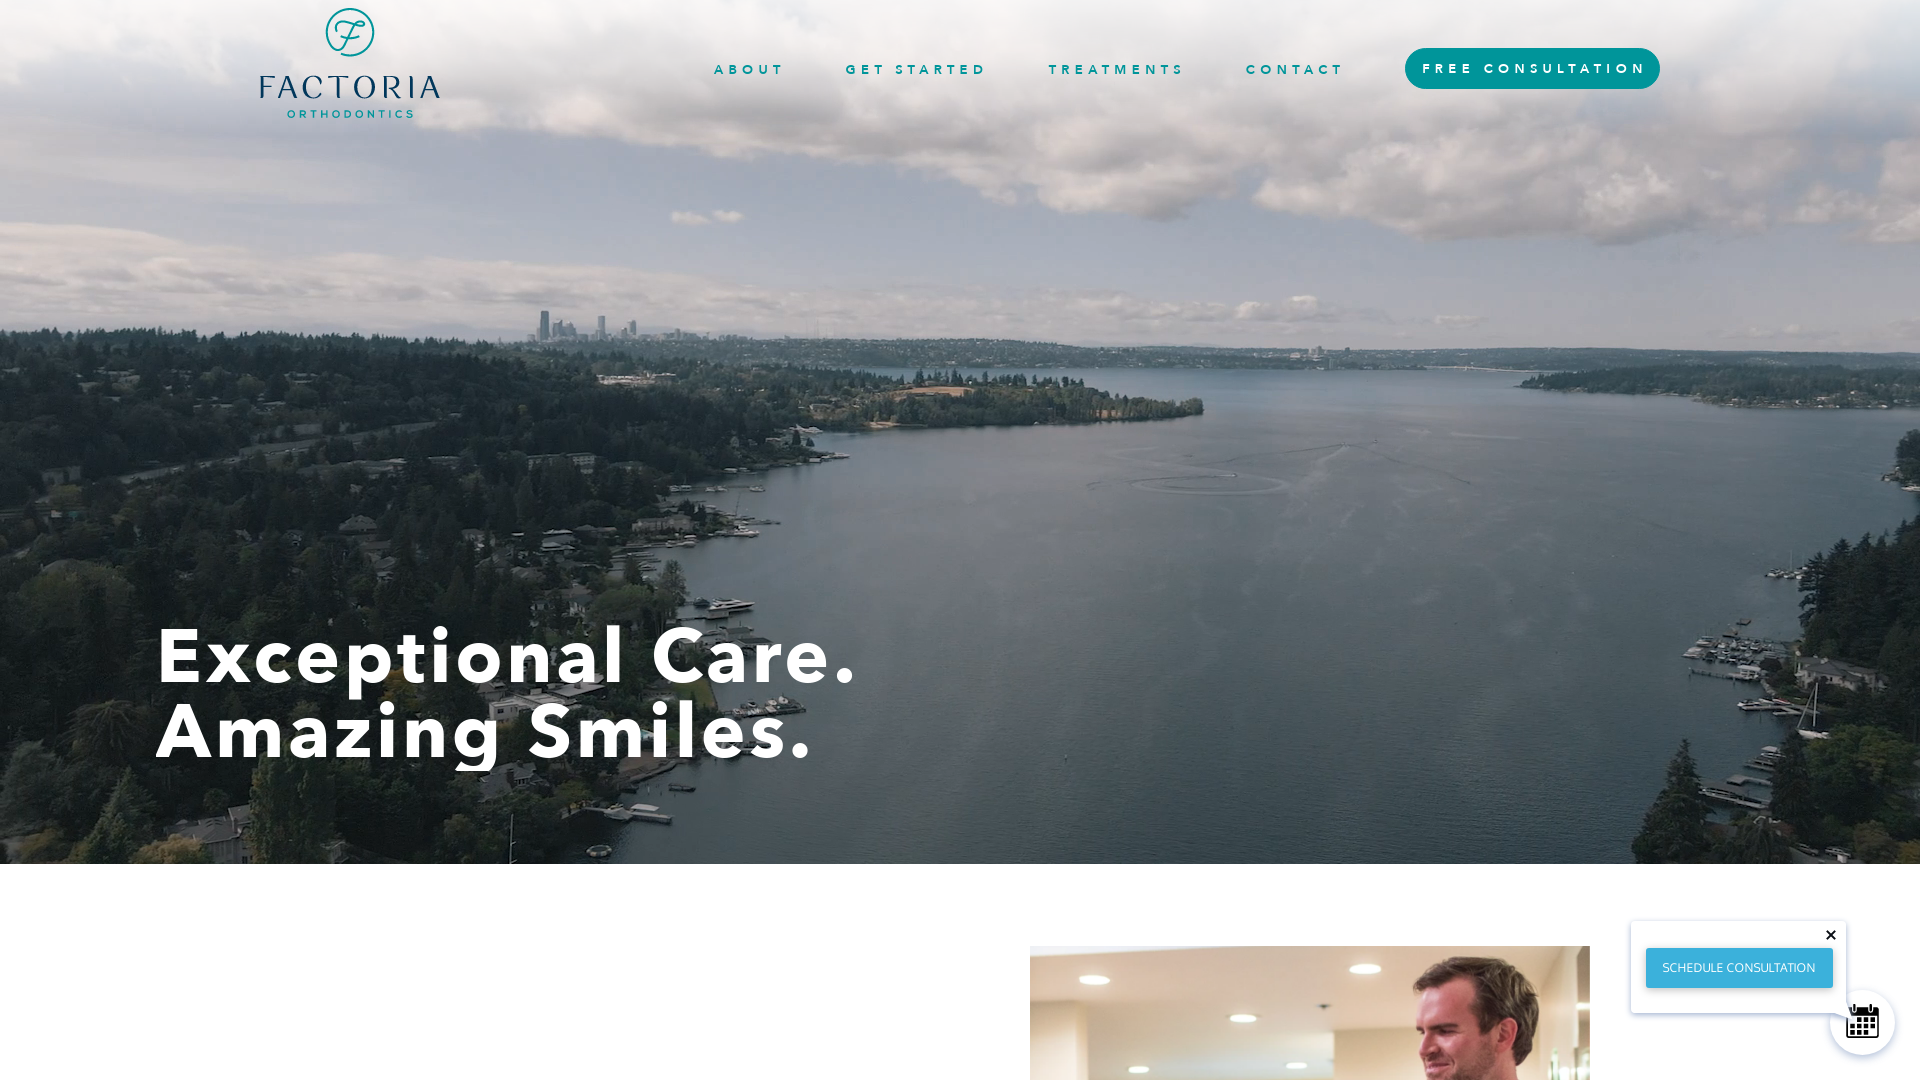 F
FACTORIA
ORTHODONTICS
ABOUT
GET STARTED
TREATMENTS
CONTACT
FREE CONSULTATION
Exceptional Care.
Amazing Smiles.
SCHEDULE CONSULTATION